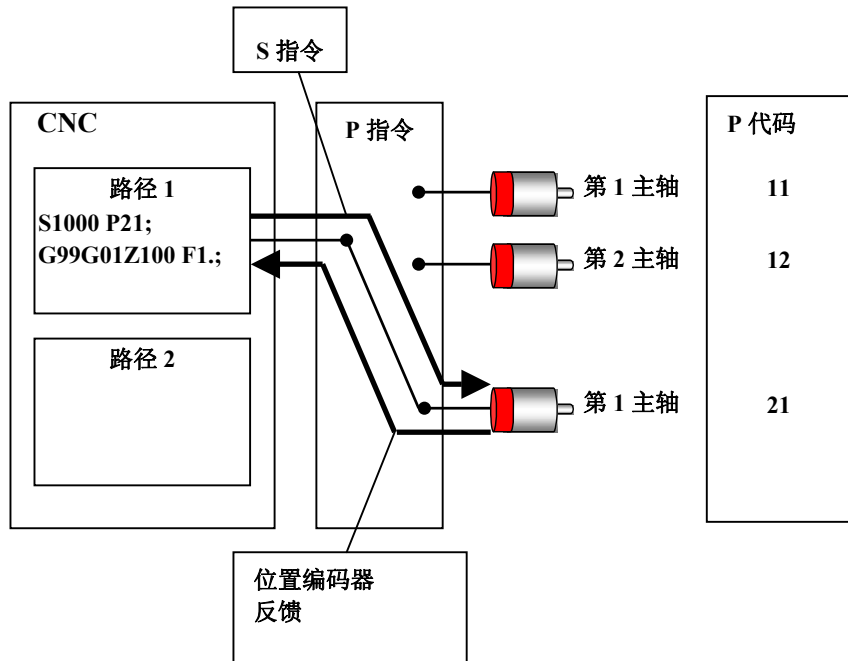 S 指令
CNC
P 指令
P 代码
路径 1
S1000 P21;
G99G01Z100 F1.;
第 1 主轴
11
第 2 主轴
12
路径 2
第 1 主轴
21
位置编码器
反馈